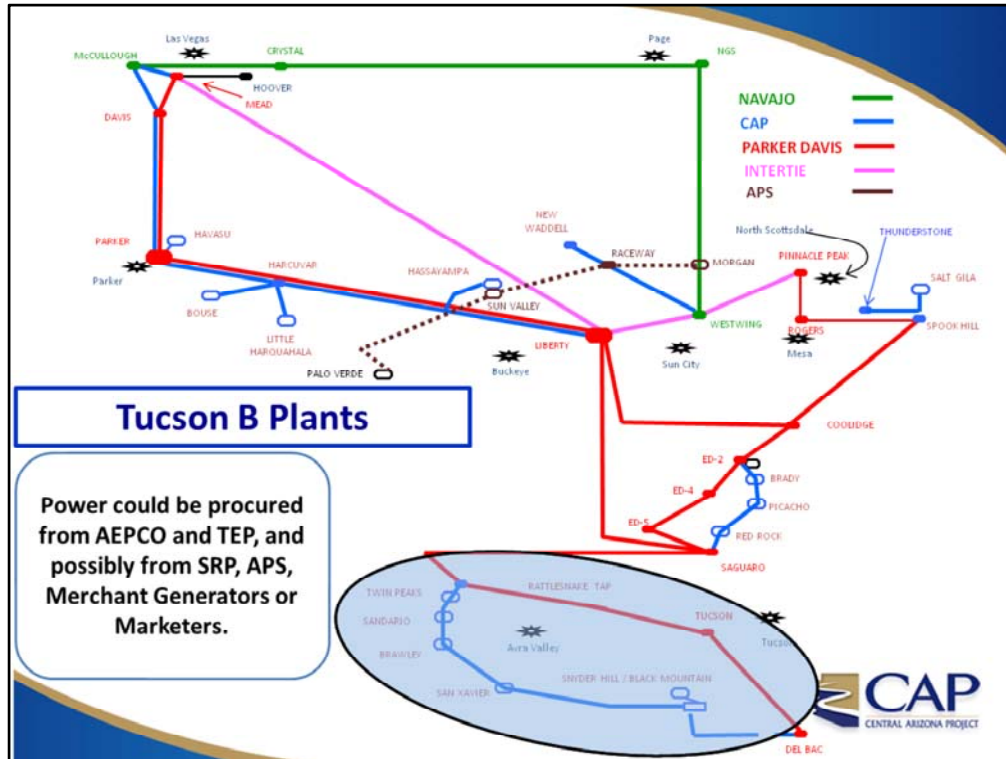 Las Vegas
Page
McCULLOUGH
CRYSTAL
NGS
HOOVER
MEAD
DAVIS
NAVAJO
CAP
PARKER DAVIS
INTERTIE
APS
NEW
WADDELL
North Scottsdale
THUNDERSTONE
PARKER
HAVASU
HARCUVAR
HASSAYAMPA
RACEWAY
MORGAN
PINNACLE PEAK
SALT GILA
Parker
BOUSE
SUN VALLEY
LITTLE
HARQUAHALA
WESTWING
ROGERS
SPOOK HILL
LIBERTY
PALO VERDE
Buckeye
Sun City
Mesa
Tucson B Plants
COOLIDGE
Power could be procured
from AEPCO and TEP, and
possibly from SRP, APS,
Merchant Generators or
Marketers.
ED-2
BRADY
ED-4
PICACHO
ED-5
RED ROCK
SAGUARO
TWIN PEAKS
RATTLESNAKE TAP
SANDARIO
TUCSON
BRAWLEY
Avra Valley
Tucson
SAN XAVIER
SNYDER HILL / BLACK MOUNTAIN
DEL BAC
CAP
CENTRAL ARIZONA PROJECT